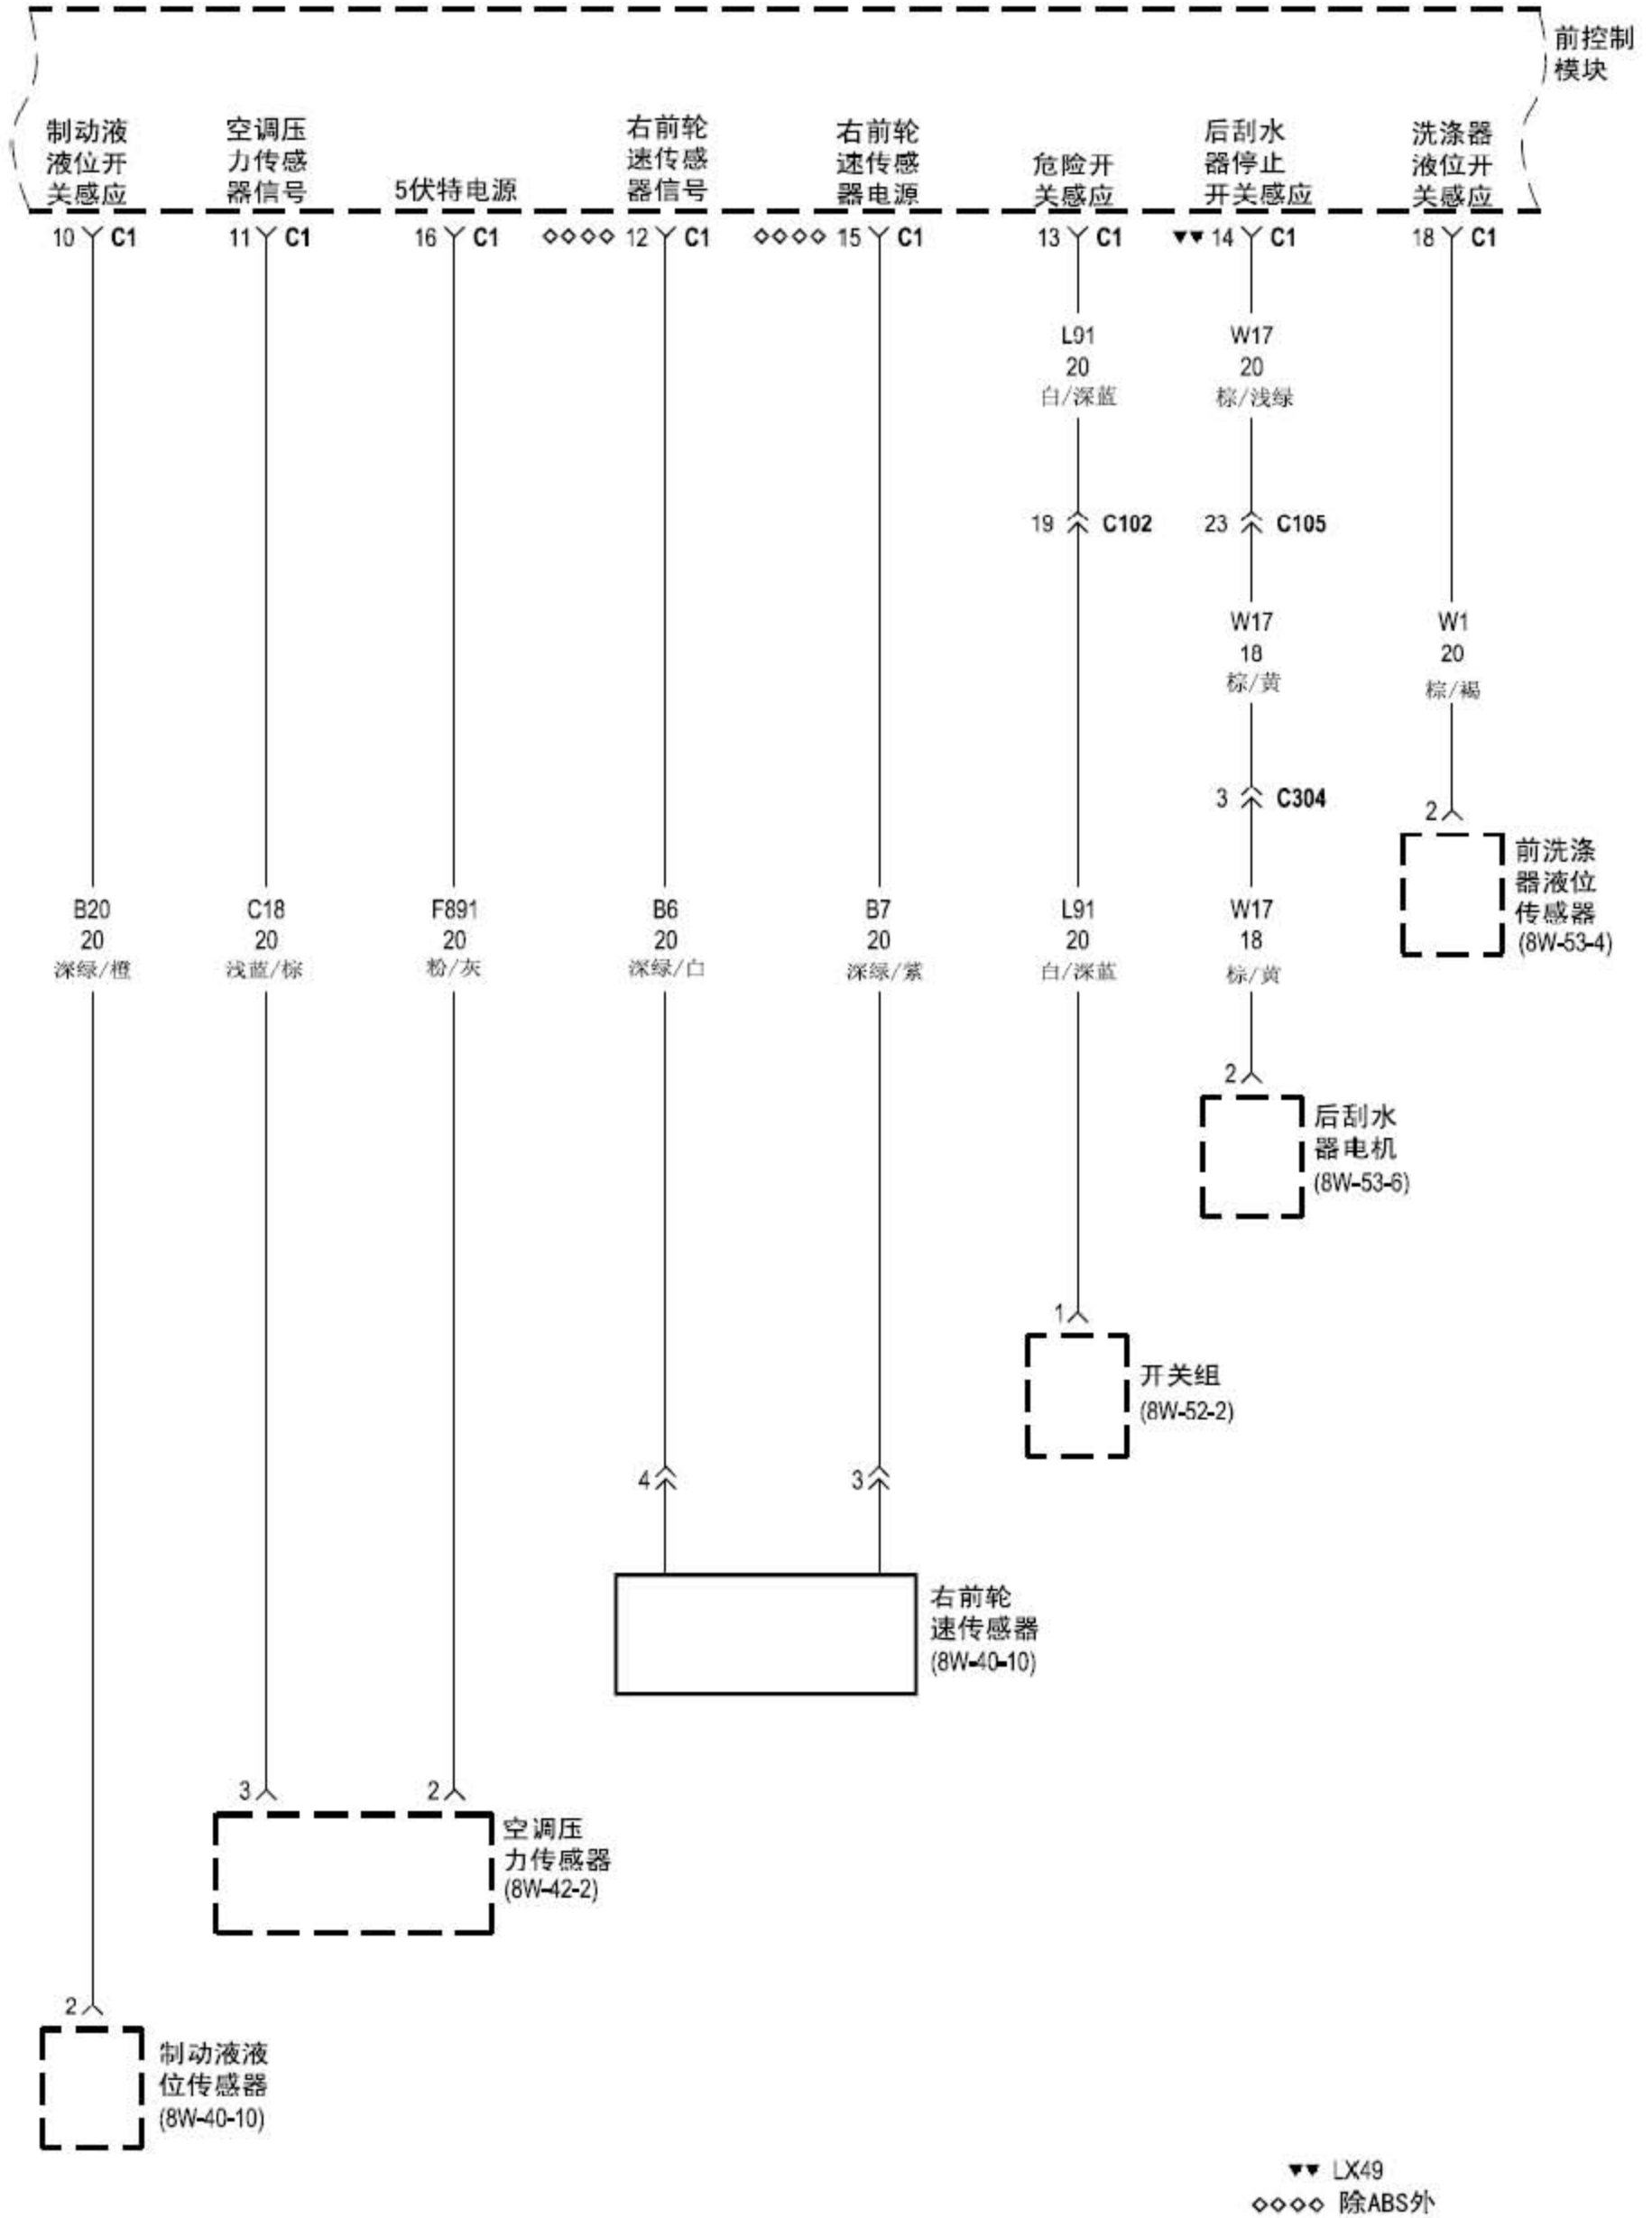 前控制
模块
制动液
液位开
关感应
空调压
力传感
器信号
5伏特电源
右前轮
速传感
器信号
右前轮
速传感
器电源
危险开
关感应
后刮水
器停止
开关感应
洗涤器
液位开
关感应
10 C1
11 C1
16 C1
◇◇◇◇ 12 C1
◇◇◇◇ 15 C1
13 C1
▼▼ 14 C1
18 C1
L91
20
白/深蓝
W17
20
棕/浅绿
19 C102
23 C105
W17
18
棕/黄
W1
20
棕/褐
3 C304
2
前洗涤
器液位
传感器
(8W-53-4)
B20
20
深绿/橙
C18
20
浅蓝/棕
F891
20
粉/灰
B6
20
深绿/白
B7
20
深绿/紫
L91
20
白/深蓝
W17
18
棕/黄
2
后刮水
器电机
(8W-53-6)
1
开关组
(8W-52-2)
4
3
右前轮
速传感器
(8W-40-10)
3
2
空调压
力传感器
(8W-42-2)
2
制动液液
位传感器
(8W-40-10)
▼▼ LX49
◇◇◇◇ 除ABS外